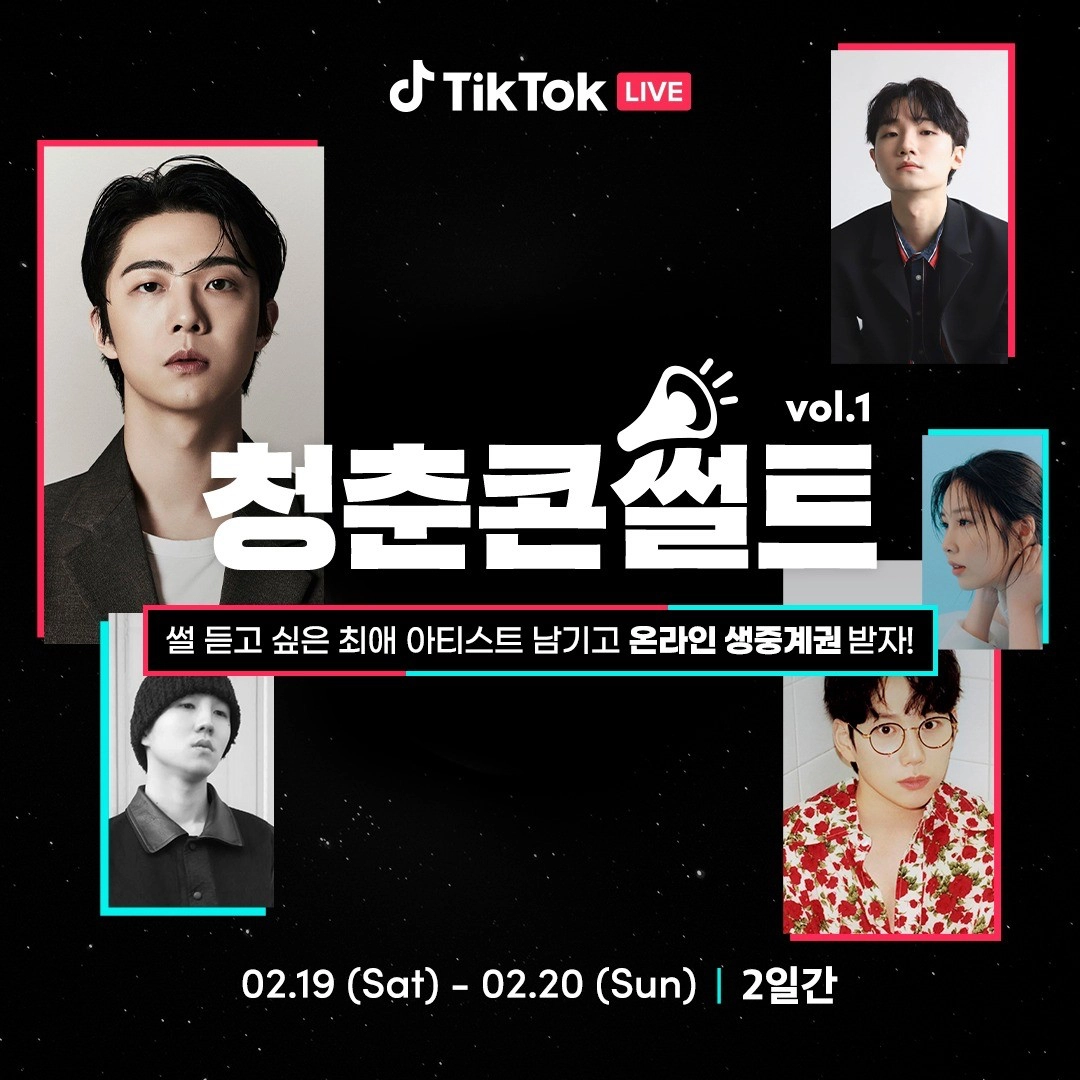 TikTok LIVE
vol.1
청춘콘썰트
썰 듣고 싶은 최애 아티스트 남기고 온라인 생중계권 받자!
02.19 (Sat) - 02.20 (Sun) | 2일간